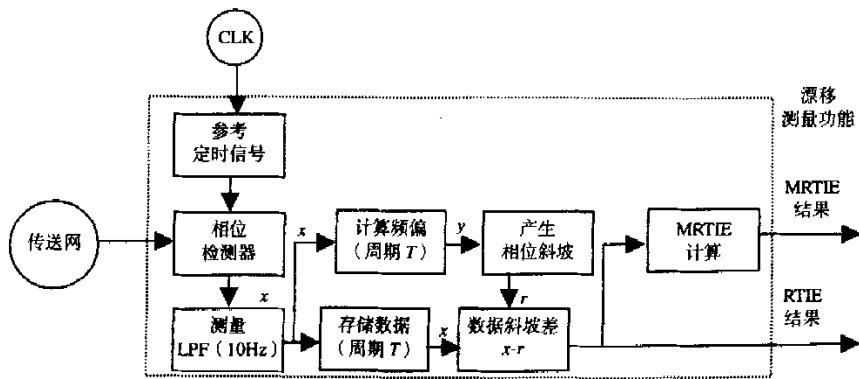 CLK
漂移
测量功能
参考
定时信号
MRTIE
结果
传送网
相位
检测器
x
计算频偏
(周期 T)
y
产生
相位斜坡
MRTIE
计算
x
r
RTIE
结果
测量
LPF(10Hz)
存储数据
(周期 T)
x
数据斜坡差
x-r